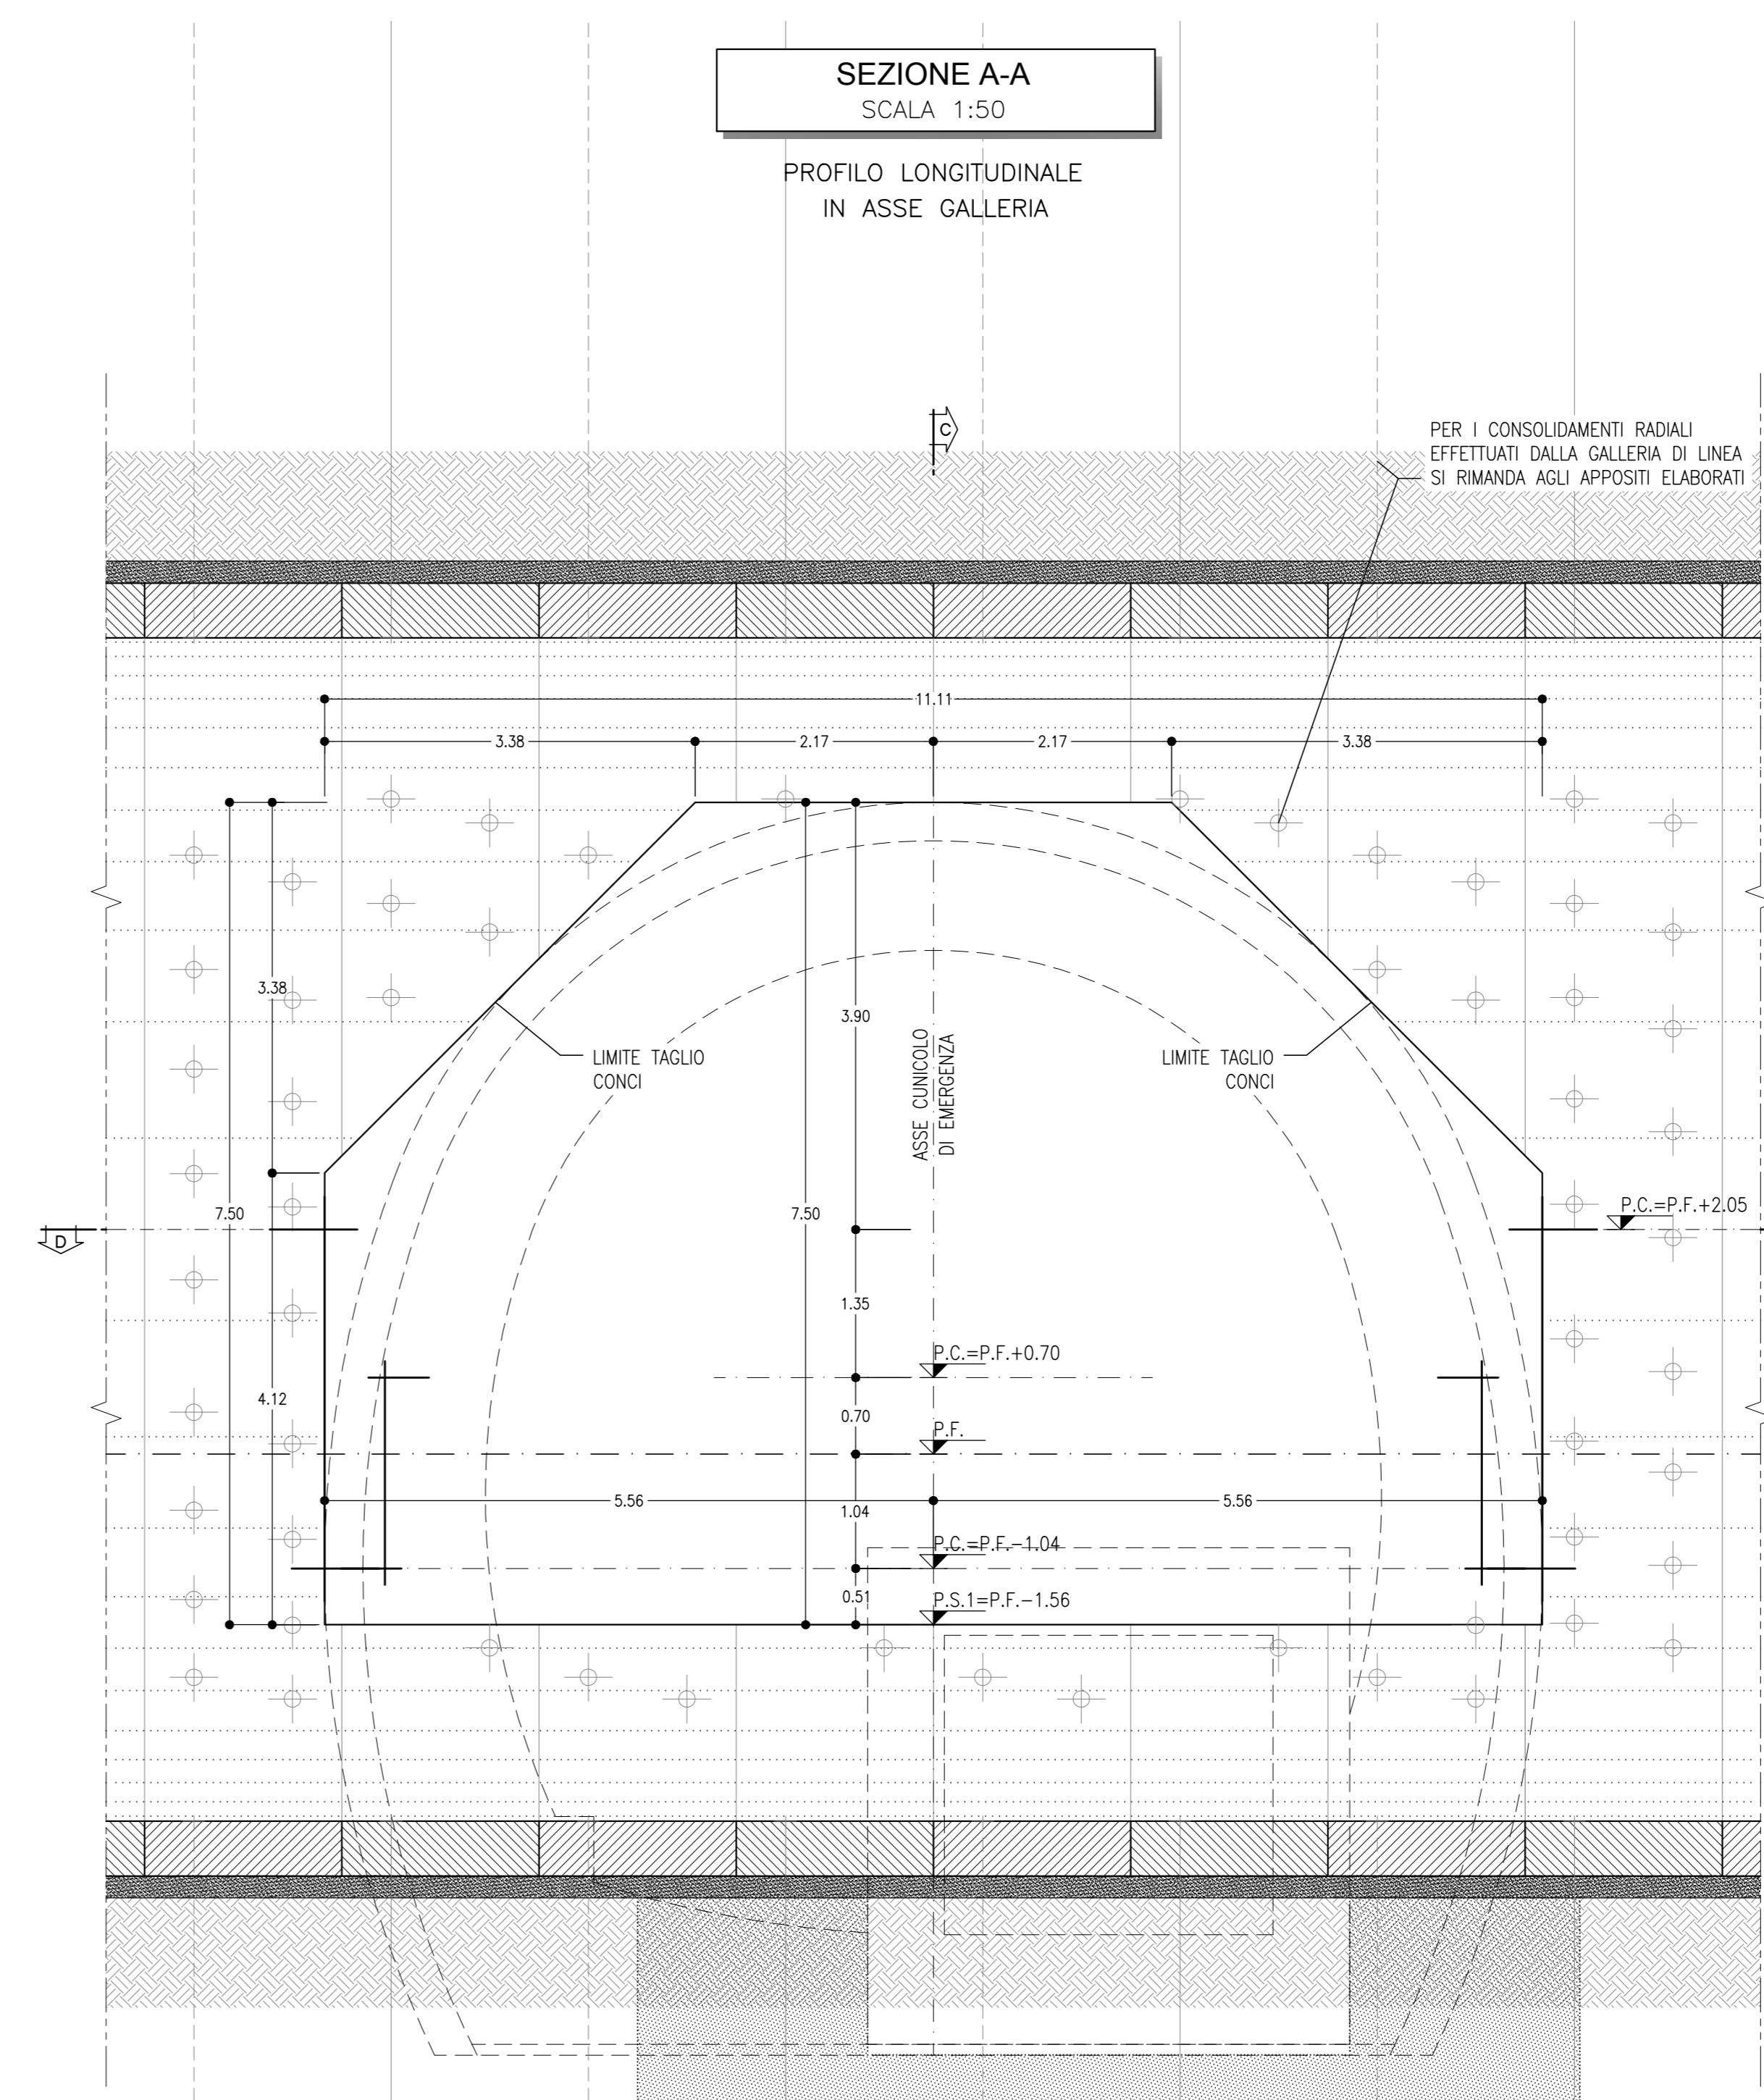 SEZIONE A-A
SCALA 1:50
PROFILO LONGITUDINALE
IN ASSE GALLERIA
C
PER I CONSOLIDAMENTI RADIALI
EFFETTUATI DALLA GALLERIA DI LINEA
SI RIMANDA AGLI APPOSITI ELABORATI
11.11
3.38
2.17
2.17
3.38
3.38
3.90
LIMITE TAGLIO
CONCI
LIMITE TAGLIO
CONCI
ASSE CUNICOLO
DI EMERGENZA
7.50
7.50
P.C.=P.F.+2.05
D
1.35
P.C.=P.F.+0.70
4.12
0.70
P.F.
5.56
5.56
1.04
P.C.=P.F.-1.04
0.51
P.S.1=P.F.-1.56